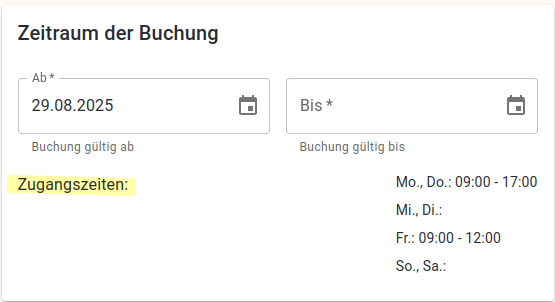 Zeitraum der Buchung
Ab *
29.08.2025
Bis *
Buchung gültig ab
Buchung gültig bis
Zugangszeiten:
Mo., Do.: 09:00 - 17:00
Mi., Di.:
Fr.: 09:00 - 12:00
So., Sa.: